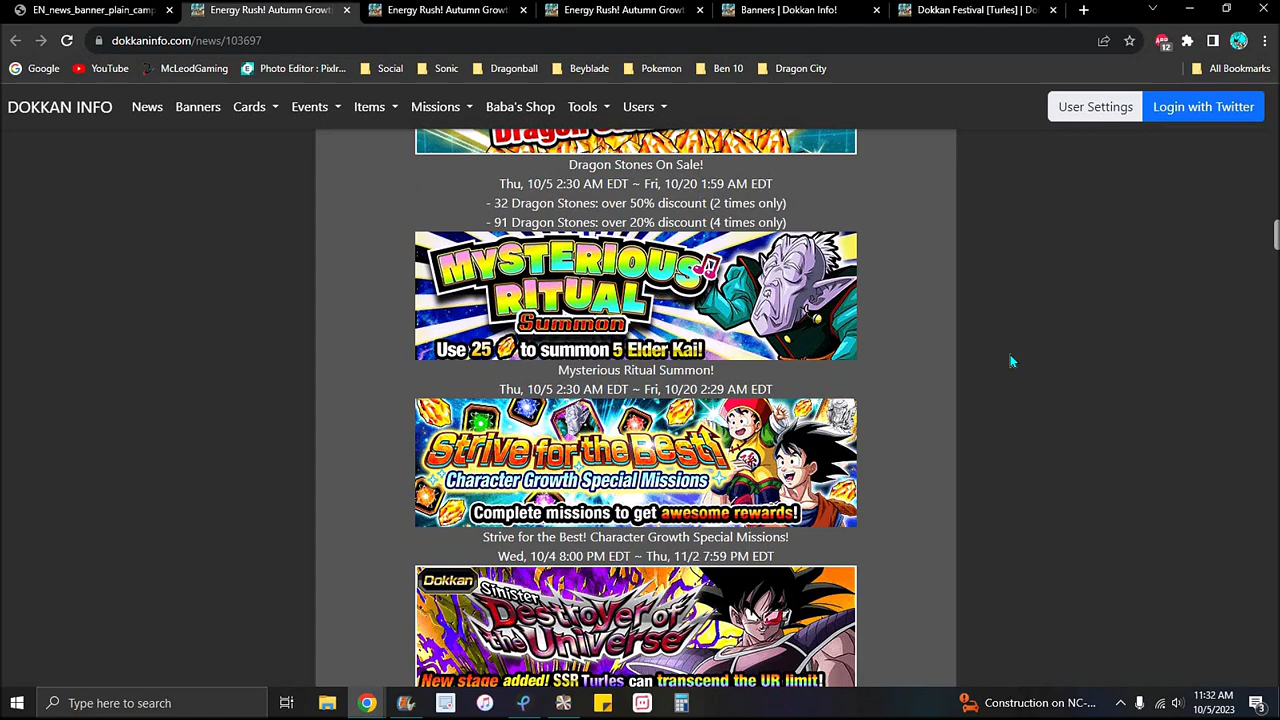 EN_news_banner_plain_camp
Energy Rush! Autumn Growt
Energy Rush! Autumn Growt
Energy Rush! Autumn Growt
Banners | Dokkan Info!
Dokkan Festival [Turles] | Do
dokkaninfo.com/news/103697
12
Google YouTube McLeodGaming Photo Editor : Pixlr... Social Sonic Dragonball Beyblade Pokemon Ben 10 Dragon City All Bookmarks
DOKKAN INFO News Banners Cards Events Items Missions Baba's Shop Tools Users User Settings Login with Twitter
Dragon Stones On Sale!
Thu, 10/5 2:30 AM EDT ~ Fri, 10/20 1:59 AM EDT
- 32 Dragon Stones: over 50% discount (2 times only)
- 91 Dragon Stones: over 20% discount (4 times only)
MYSTERIOUS
RITUAL
Summon
Use 25 to summon 5 Elder Kai!
Mysterious Ritual Summon!
Thu, 10/5 2:30 AM EDT ~ Fri, 10/20 2:29 AM EDT
Strive for the Best!
Character Growth Special Missions
Complete missions to get awesome rewards!
Strive for the Best! Character Growth Special Missions!
Wed, 10/4 8:00 PM EDT ~ Thu, 11/2 7:59 PM EDT
Dokkan
Sinister
Destroyer of
the Universe
New stage added! SSR Turles can transcend the UR limit!
Type here to search
Construction on NC-...
11:32 AM
10/5/2023
3